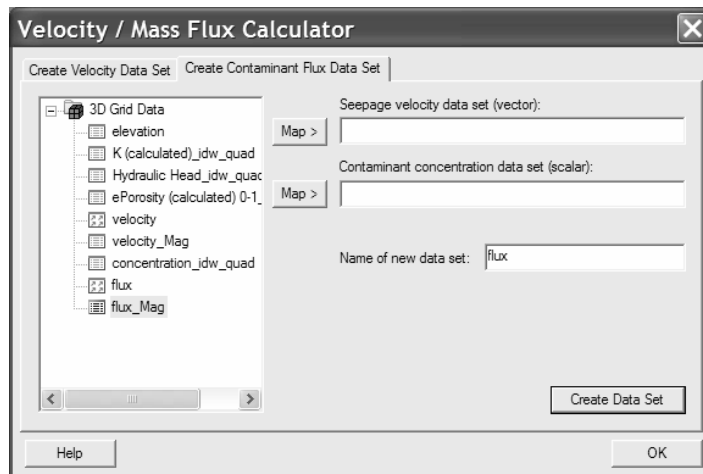 Velocity / Mass Flux Calculator
Create Velocity Data Set
Create Contaminant Flux Data Set
3D Grid Data
elevation
K (calculated)_idw_quad
Hydraulic Head_idw_quad
ePorosity (calculated) 0-1_
velocity
velocity_Mag
concentration_idw_quad
flux
flux_Mag
Seepage velocity data set (vector):
Map >
Contaminant concentration data set (scalar):
Map >
Name of new data set: flux
Create Data Set
Help
OK